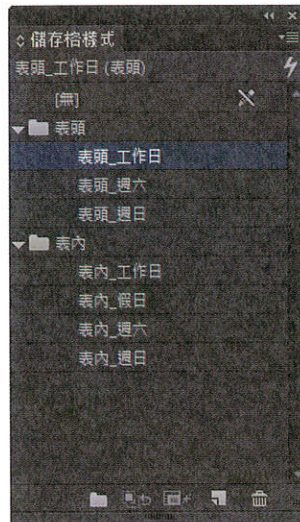 儲存格樣式
表頭_工作日 (表頭)
[無]
表頭
表頭_工作日
表頭_週六
表頭_週日
表內
表內_工作日
表內_假日
表內_週六
表內_週日